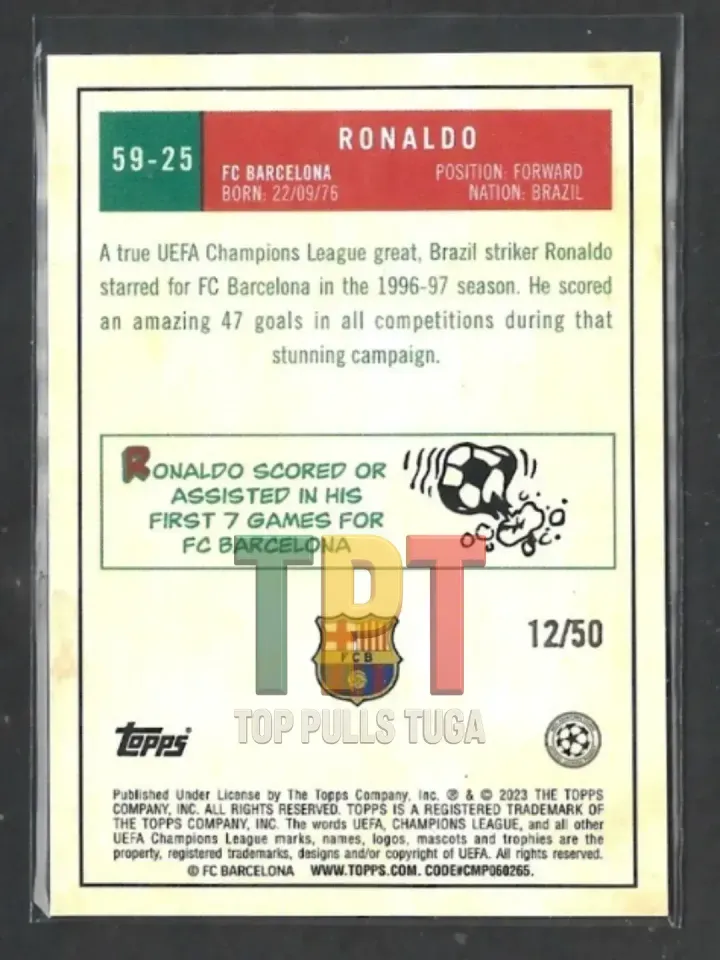 59-25
RONALDO
FC BARCELONA
POSITION: FORWARD
BORN: 22/09/76
NATION: BRAZIL
A true UEFA Champions League great, Brazil striker Ronaldo
starred for FC Barcelona in the 1996-97 season. He scored
an amazing 47 goals in all competitions during that
stunning campaign.
RONALDO SCORED OR
ASSISTED IN HIS
FIRST 7 GAMES FOR
FC BARCELONA
TPT
12/50
FCB
TOP PULLS TUGA
topps
Published Under License by The Topps Company, Inc. ® & © 2023 THE TOPPS
COMPANY, INC. ALL RIGHTS RESERVED. TOPPS IS A REGISTERED TRADEMARK OF
THE TOPPS COMPANY, INC. The words UEFA, CHAMPIONS LEAGUE, and all other
UEFA Champions League marks, names, logos, mascots and trophies are the
property, registered trademarks, designs and/or copyright of UEFA. All rights reserved.
© FC BARCELONA WWW.TOPPS.COM. CODE#CMP060265.